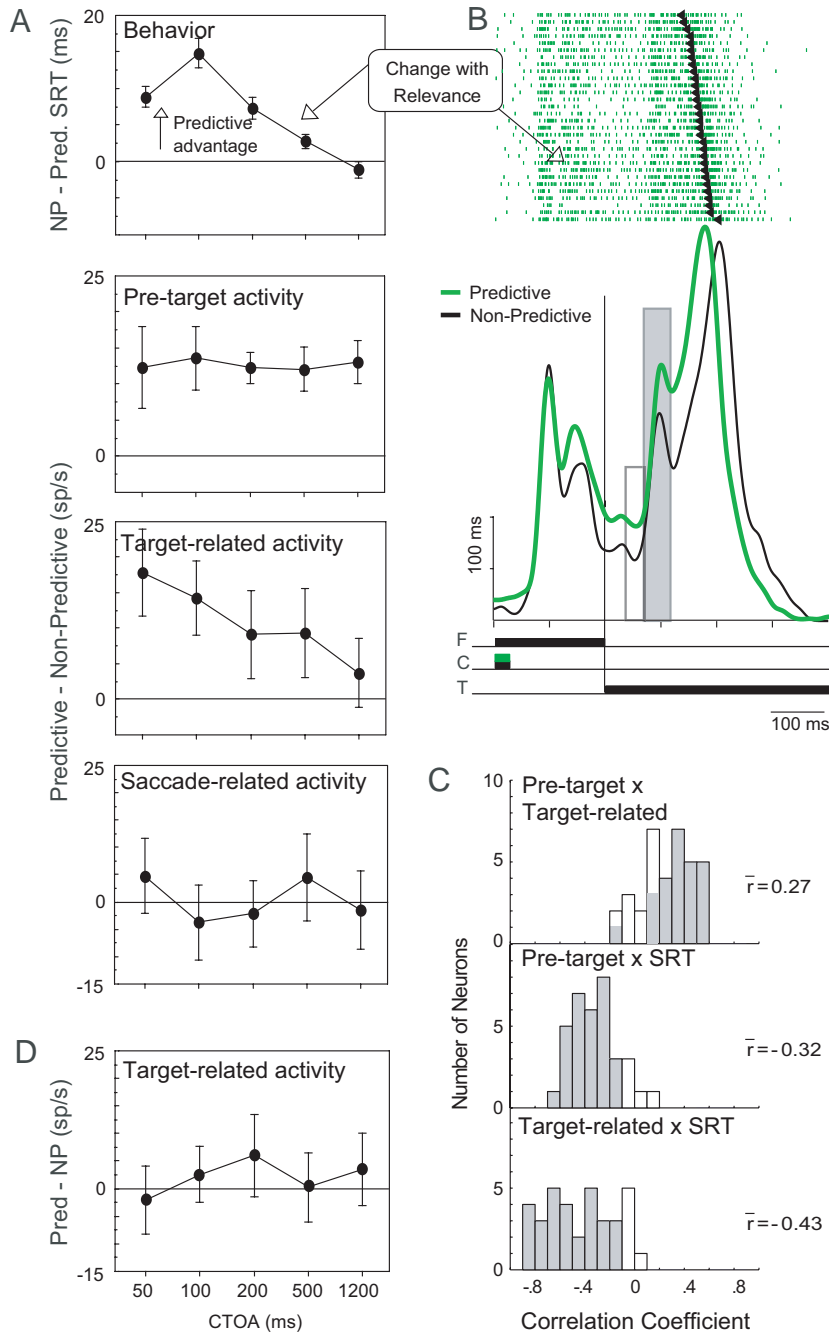 A
Behavior
NP - Pred. SRT (ms)
20
0
Predictive
advantage
Change with
Relevance
B
Predictive
Non-Predictive
100 ms
F
C
T
100 ms
Predictive - Non-Predictive (sp/s)
Pre-target activity
25
0
Target-related activity
25
0
Saccade-related activity
25
0
-15
C
Number of Neurons
Pre-target x
Target-related
10
5
0
r̄=0.27
Pre-target x SRT
5
0
r̄=-0.32
Target-related x SRT
5
0
r̄=-0.43
-.8
-.4
0
.4
.8
Correlation Coefficient
D
Target-related activity
Pred - NP (sp/s)
25
0
-15
50
100
200
500
1200
CTOA (ms)